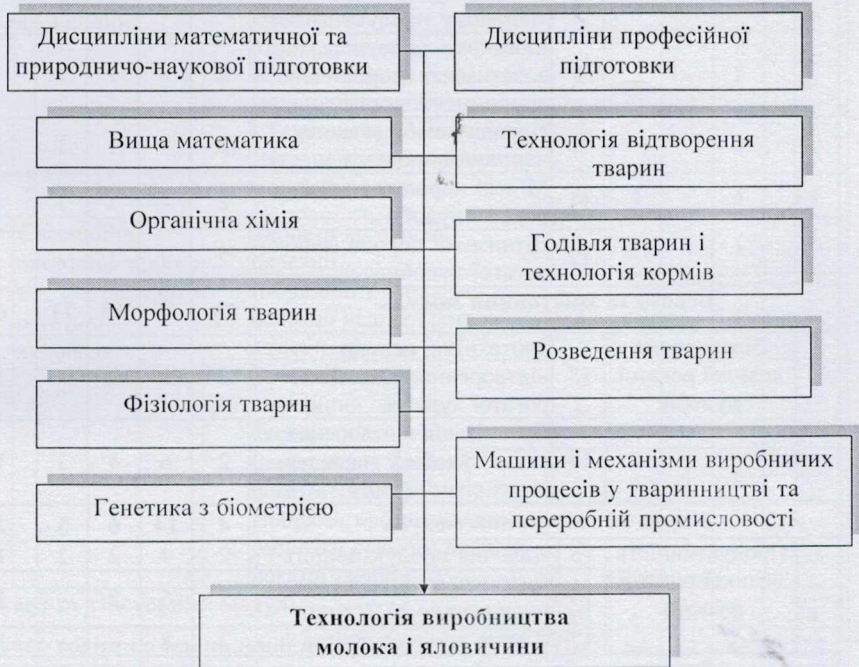 Дисципліни математичної та
природничо-наукової підготовки
Дисципліни професійної
підготовки
Вища математика
Технологія відтворення
тварин
Органічна хімія
Годівля тварин і
технологія кормів
Морфологія тварин
Розведення тварин
Фізіологія тварин
Машини і механізми виробничих
процесів у тваринництві та
переробній промисловості
Генетика з біометрією
Технологія виробництва
молока і яловичини